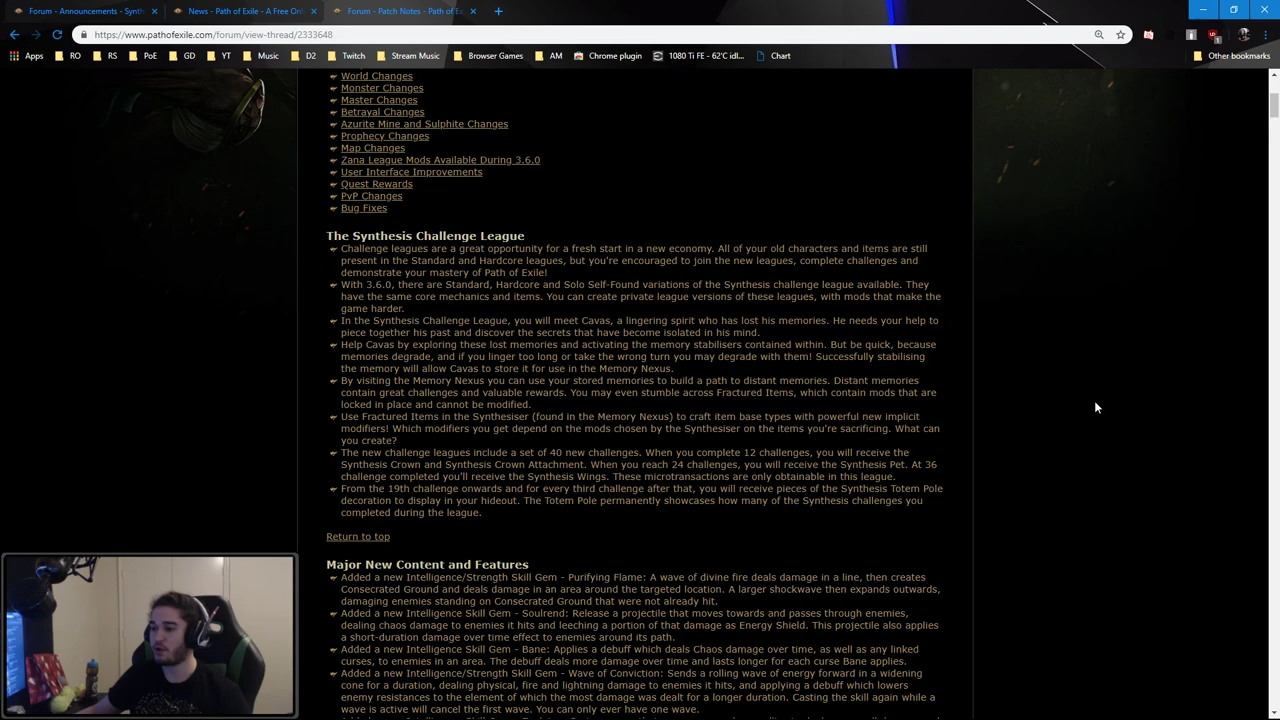 Forum - Announcements - Synth
News - Path of Exile - A Free Onl
Forum - Patch Notes - Path of Ex
https://www.pathofexile.com/forum/view-thread/2333648
Apps
RO
RS
PoE
GD
YT
Music
D2
Twitch
Stream Music
Browser Games
AM
Chrome plugin
1080 Ti FE - 62°C idl...
Chart
Other bookmarks
World Changes
Monster Changes
Master Changes
Betrayal Changes
Azurite Mine and Sulphite Changes
Prophecy Changes
Map Changes
Zana League Mods Available During 3.6.0
User Interface Improvements
Quest Rewards
PvP Changes
Bug Fixes
The Synthesis Challenge League
Challenge leagues are a great opportunity for a fresh start in a new economy. All of your old characters and items are still
present in the Standard and Hardcore leagues, but you're encouraged to join the new leagues, complete challenges and
demonstrate your mastery of Path of Exile!
With 3.6.0, there are Standard, Hardcore and Solo Self-Found variations of the Synthesis challenge league available. They
have the same core mechanics and items. You can create private league versions of these leagues, with mods that make the
game harder.
In the Synthesis Challenge League, you will meet Cavas, a lingering spirit who has lost his memories. He needs your help to
piece together his past and discover the secrets that have become isolated in his mind.
Help Cavas by exploring these lost memories and activating the memory stabilisers contained within. But be quick, because
memories degrade, and if you linger too long or take the wrong turn you may degrade with them! Successfully stabilising
the memory will allow Cavas to store it for use in the Memory Nexus.
By visiting the Memory Nexus you can use your stored memories to build a path to distant memories. Distant memories
contain great challenges and valuable rewards. You may even stumble across Fractured Items, which contain mods that are
locked in place and cannot be modified.
Use Fractured Items in the Synthesiser (found in the Memory Nexus) to craft item base types with powerful new implicit
modifiers! Which modifiers you get depend on the mods chosen by the Synthesiser on the items you're sacrificing. What can
you create?
The new challenge leagues include a set of 40 new challenges. When you complete 12 challenges, you will receive the
Synthesis Crown and Synthesis Crown Attachment. When you reach 24 challenges, you will receive the Synthesis Pet. At 36
challenge completed you'll receive the Synthesis Wings. These microtransactions are only obtainable in this league.
From the 19th challenge onwards and for every third challenge after that, you will receive pieces of the Synthesis Totem Pole
decoration to display in your hideout. The Totem Pole permanently showcases how many of the Synthesis challenges you
completed during the league.
Return to top
Major New Content and Features
Added a new Intelligence/Strength Skill Gem - Purifying Flame: A wave of divine fire deals damage in a line, then creates
Consecrated Ground and deals damage in an area around the targeted location. A larger shockwave then expands outwards,
damaging enemies standing on Consecrated Ground that were not already hit.
Added a new Intelligence Skill Gem - Soulrend: Release a projectile that moves towards and passes through enemies,
dealing chaos damage to enemies it hits and leeching a portion of that damage as Energy Shield. This projectile also applies
a short-duration damage over time effect to enemies around its path.
Added a new Intelligence Skill Gem - Bane: Applies a debuff which deals Chaos damage over time, as well as any linked
curses, to enemies in an area. The debuff deals more damage over time and lasts longer for each curse Bane applies.
Added a new Intelligence/Strength Skill Gem - Wave of Conviction: Sends a rolling wave of energy forward in a widening
cone for a duration, dealing physical, fire and lightning damage to enemies it hits, and applying a debuff which lowers
enemy resistances to the element of which the most damage was dealt for a longer duration. Casting the skill again while a
wave is active will cancel the first wave. You can only ever have one wave.